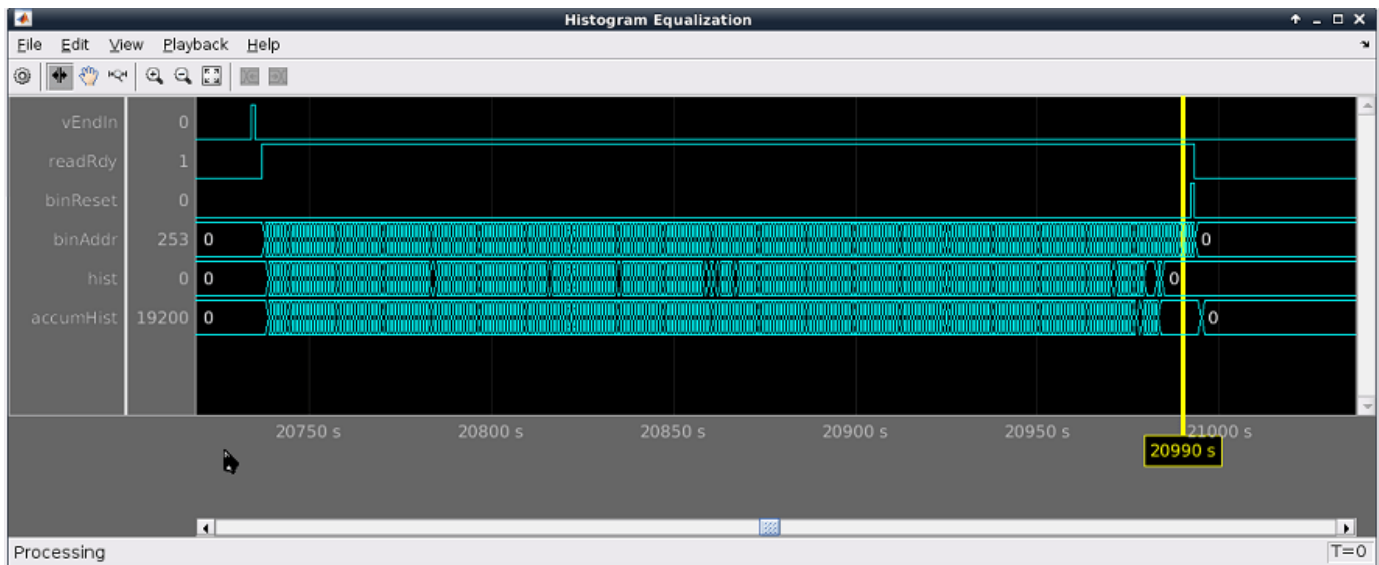 Histogram Equalization
File Edit View Playback Help
vEndIn 0
readRdy 1
binReset 0
binAddr 253 0 0
hist 0 0 0
accumHist 19200 0 0
20750 s 20800 s 20850 s 20900 s 20950 s 21000 s
20990 s
Processing T=0